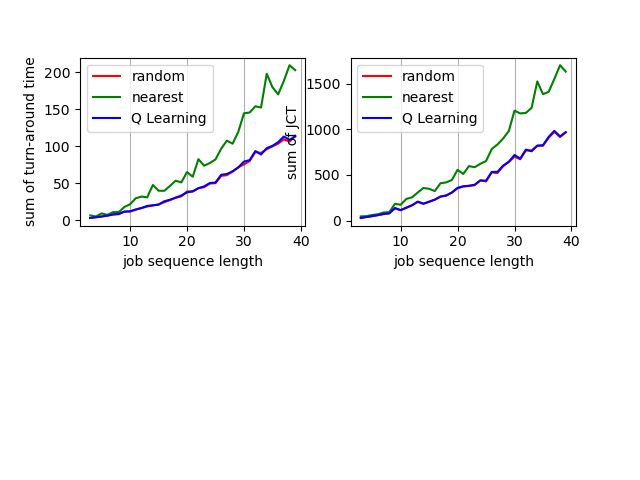 sum of turn-around time
200
150
100
50
0
random
nearest
Q Learning
10
20
30
40
job sequence length
sum of JCT
1500
1000
500
0
random
nearest
Q Learning
10
20
30
40
job sequence length